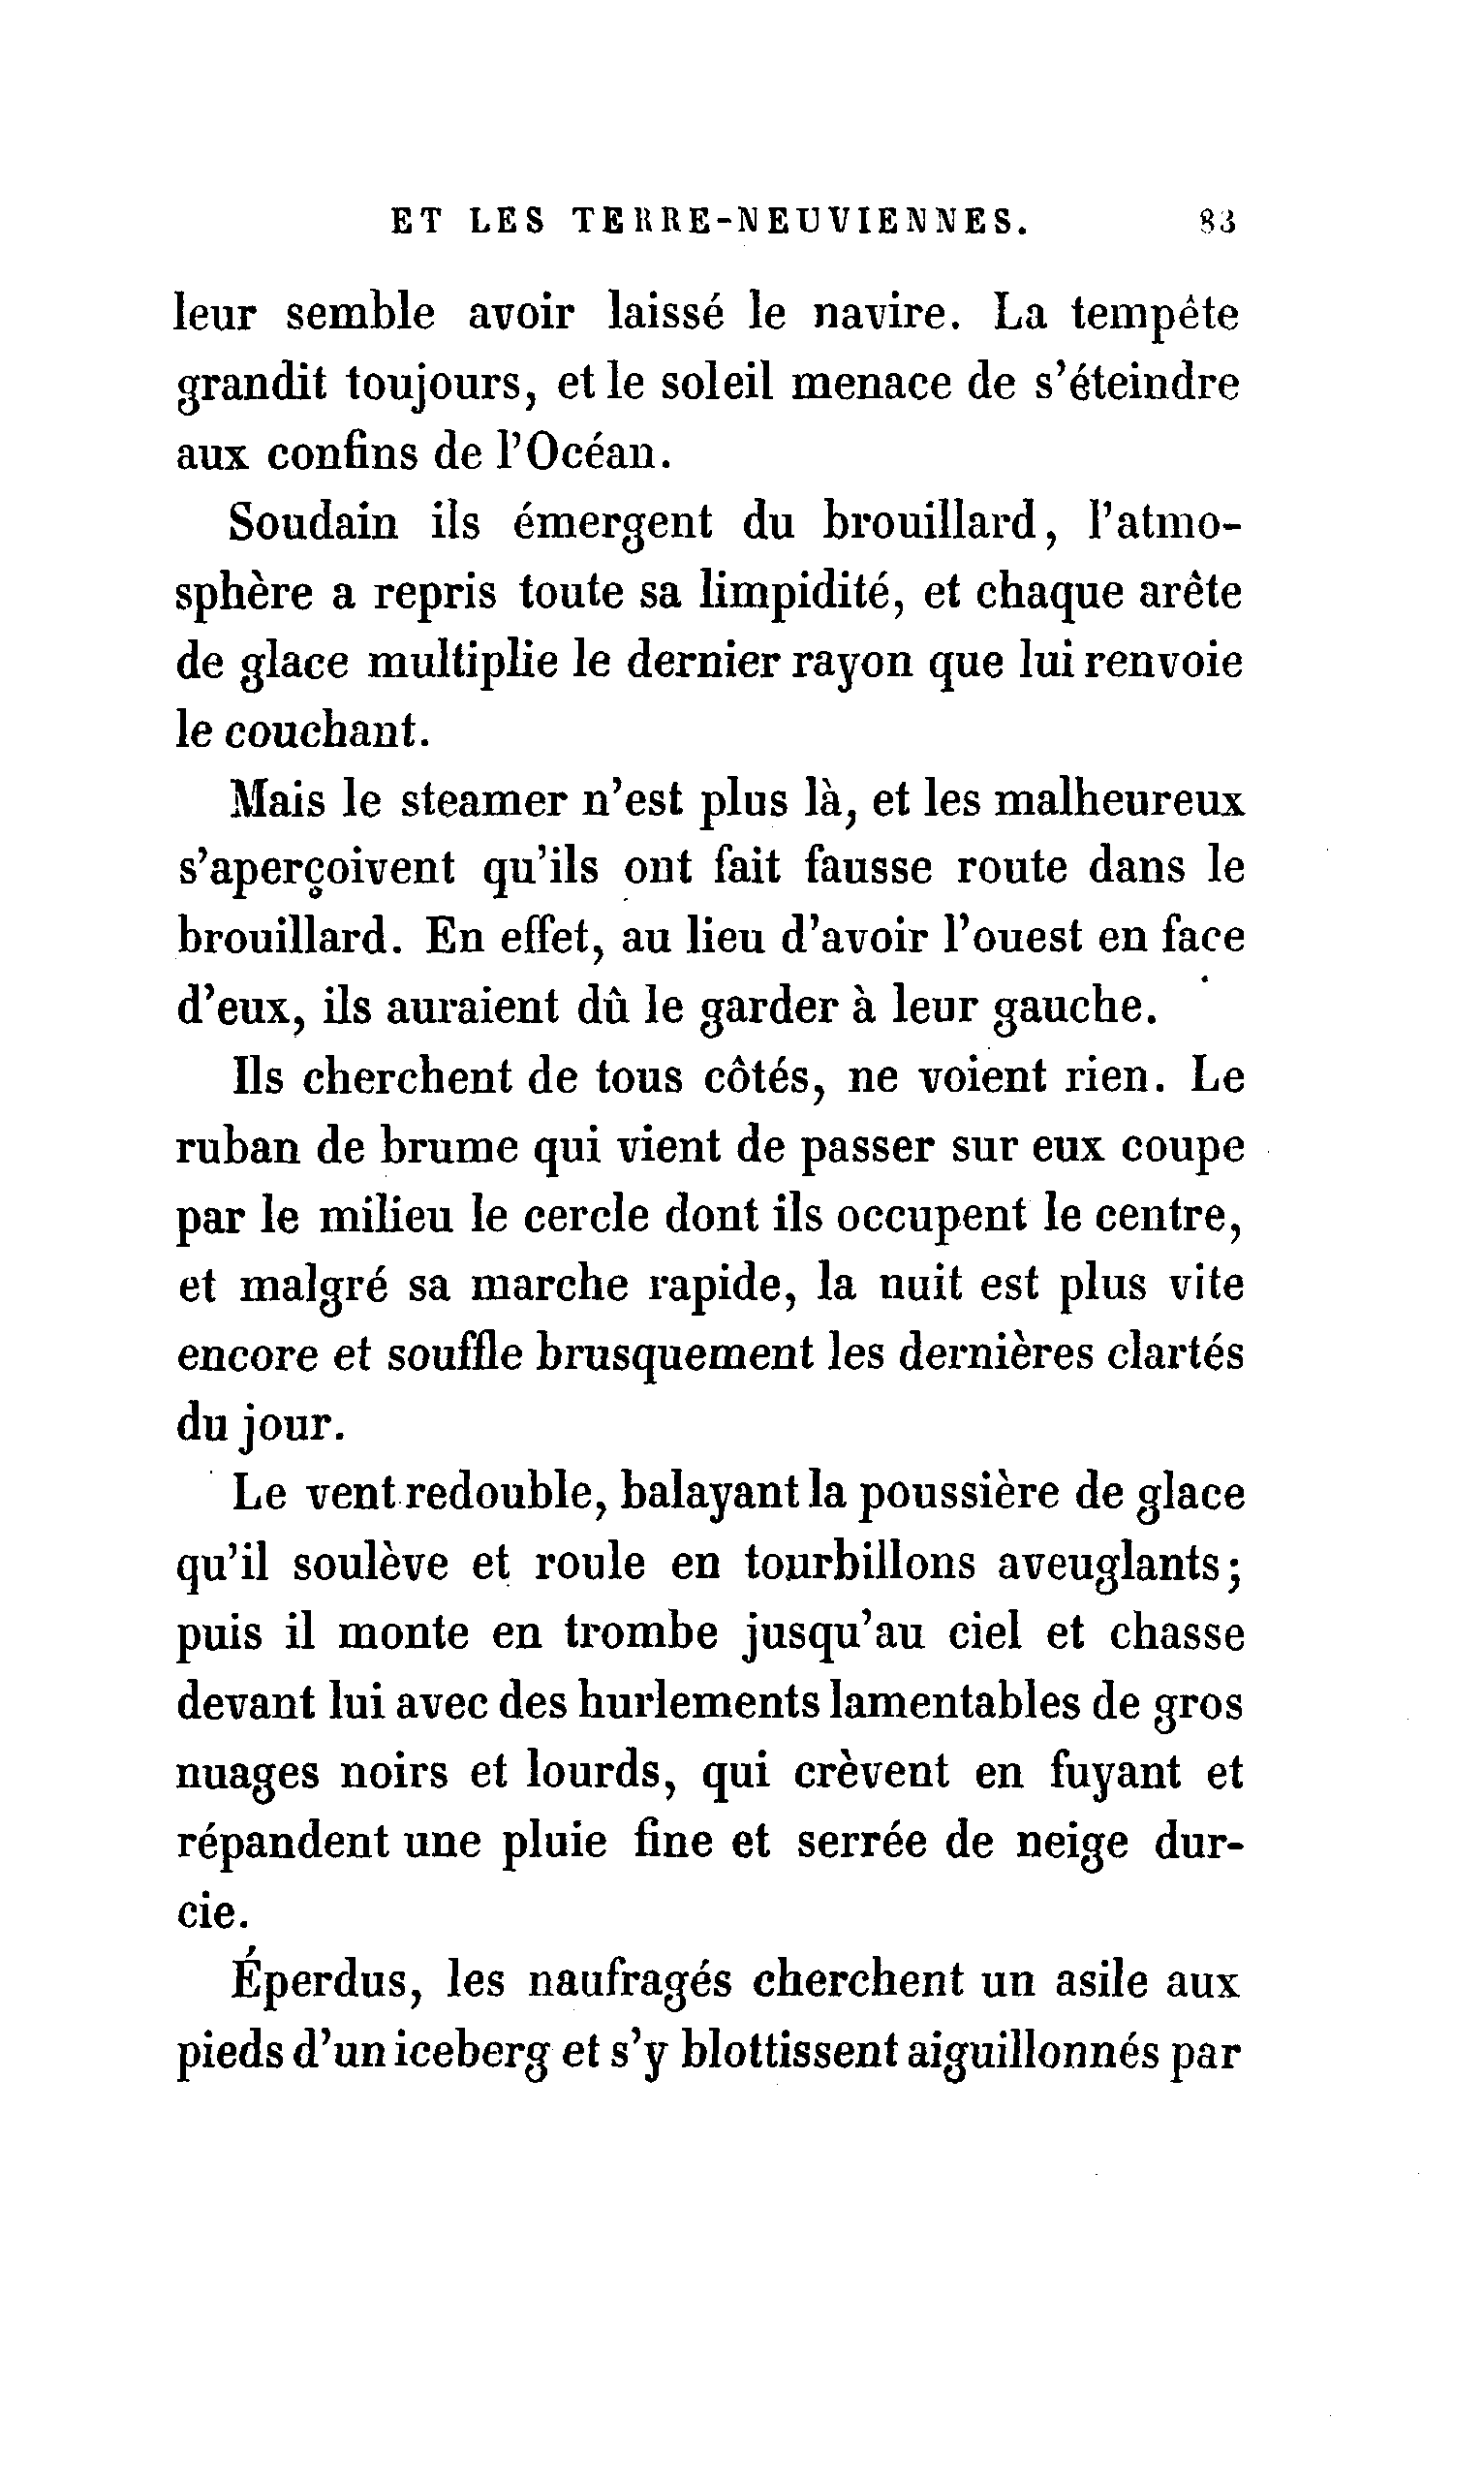 ET LES TERRE-NEUVIENNES. 83
leur semble avoir laissé le navire. La tempête
grandit toujours, et le soleil menace de s'éteindre
aux confins de l'Océan.
Soudain ils émergent du brouillard, l'atmo-
sphère a repris toute sa limpidité, et chaque arête
de glace multiplie le dernier rayon que lui renvoie
le couchant.
Mais le steamer n'est plus là, et les malheureux
s'aperçoivent qu'ils ont fait fausse route dans le
brouillard. En effet, au lieu d'avoir l'ouest en face
d'eux, ils auraient dû le garder à leur gauche.
Ils cherchent de tous côtés, ne voient rien. Le
ruban de brume qui vient de passer sur eux coupe
par le milieu le cercle dont ils occupent le centre,
et malgré sa marche rapide, la nuit est plus vite
encore et souffle brusquement les dernières clartés
du jour.
Le vent redouble, balayant la poussière de glace
qu'il soulève et roule en tourbillons aveuglants;
puis il monte en trombe jusqu'au ciel et chasse
devant lui avec des hurlements lamentables de gros
nuages noirs et lourds, qui crèvent en fuyant et
répandent une pluie fine et serrée de neige dur-
cie.
Éperdus, les naufragés cherchent un asile aux
pieds d'un iceberg et s'y blottissent aiguillonnés par